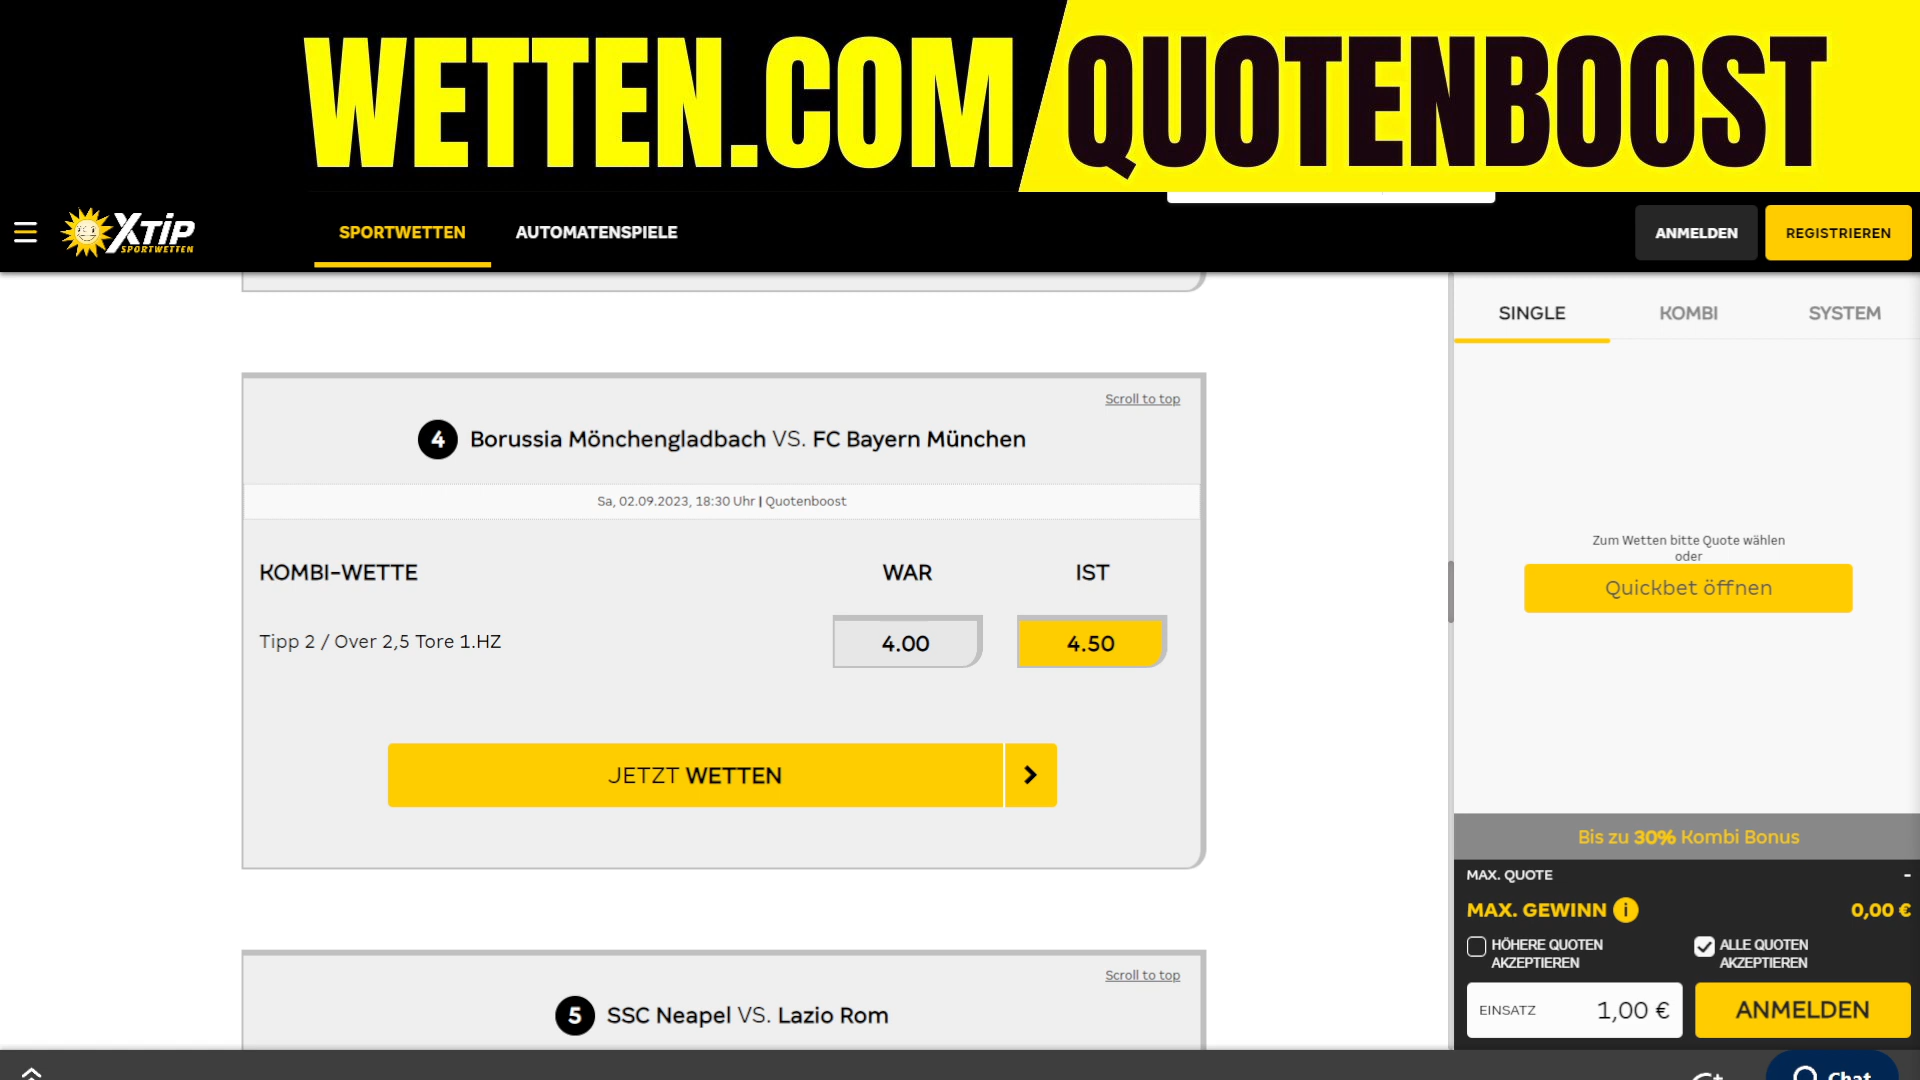 WETTEN.COM QUOTENBOOST
XTiP
SPORTWETTEN
SPORTWETTEN
AUTOMATENSPIELE
ANMELDEN
REGISTRIEREN
Scroll to top
4 Borussia Mönchengladbach VS. FC Bayern München
Sa, 02.09.2023, 18:30 Uhr | Quotenboost
KOMBI-WETTE WAR IST
Tipp 2 / Over 2,5 Tore 1.HZ 4.00 4.50
JETZT WETTEN
Scroll to top
5 SSC Neapel VS. Lazio Rom
SINGLE KOMBI SYSTEM
Zum Wetten bitte Quote wählen
oder
Quickbet öffnen
Bis zu 30% Kombi Bonus
MAX. QUOTE -
MAX. GEWINN i 0,00 €
HÖHERE QUOTEN
AKZEPTIEREN
ALLE QUOTEN
AKZEPTIEREN
EINSATZ 1,00 €
ANMELDEN
Chat